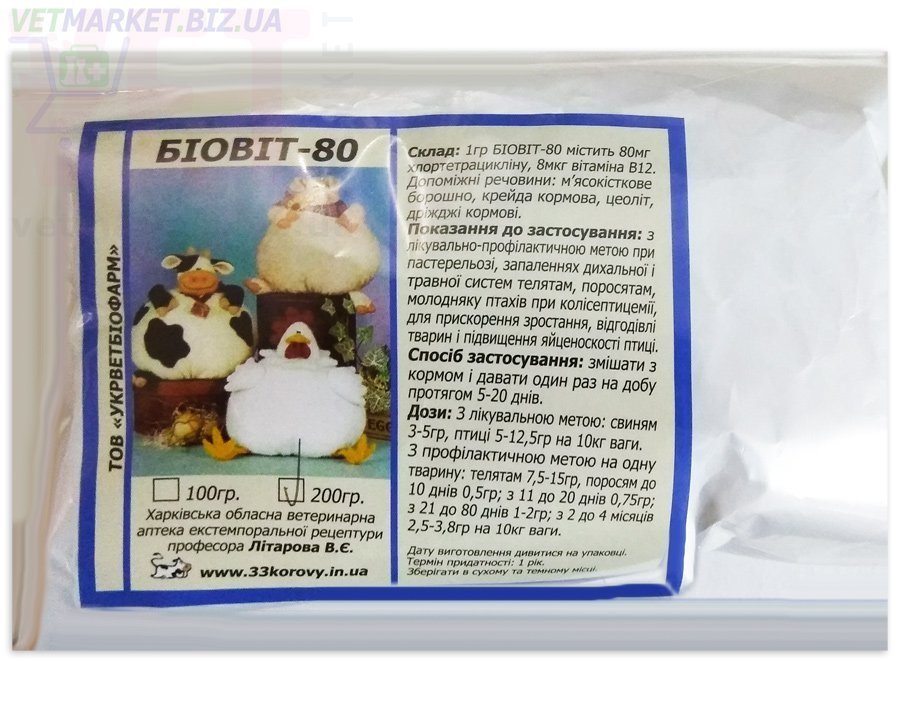 VETMARKET.BIZ.UA
БІОВІТ-80
ТОВ «УКРВЕТБІОФАРМ»
EGG
100гр. 200гр.
Харківська обласна ветеринарна
аптека екстемпоральної рецептури
професора Літарова В.Є.
www.33korovy.in.ua
Склад: 1гр БІОВІТ-80 містить 80мг
хлортетрацикліну, 8мкг вітаміна В12.
Допоміжні речовини: м'ясокісткове
борошно, крейда кормова, цеоліт,
дріжджі кормові.
Показання до застосування: з
лікувально-профілактичною метою при
пастерельозі, запаленнях дихальної і
травної систем телятам, поросятам,
молодняку птахів при колісептицемії,
для прискорення зростання, відгодівлі
тварин і підвищення яйценоскості птиці.
Спосіб застосування: змішати з
кормом і давати один раз на добу
протягом 5-20 днів.
Дози: З лікувальною метою: свиням
3-5гр, птиці 5-12,5гр на 10кг ваги.
З профілактичною метою на одну
тварину: телятам 7,5-15гр, поросям до
10 днів 0,5гр; з 11 до 20 днів 0,75гр;
з 21 до 80 днів 1-2гр; з 2 до 4 місяців
2,5-3,8гр на 10кг ваги.
Дату виготовлення дивитися на упаковці.
Термін придатності: 1 рік.
Зберігати в сухому та темному місці.